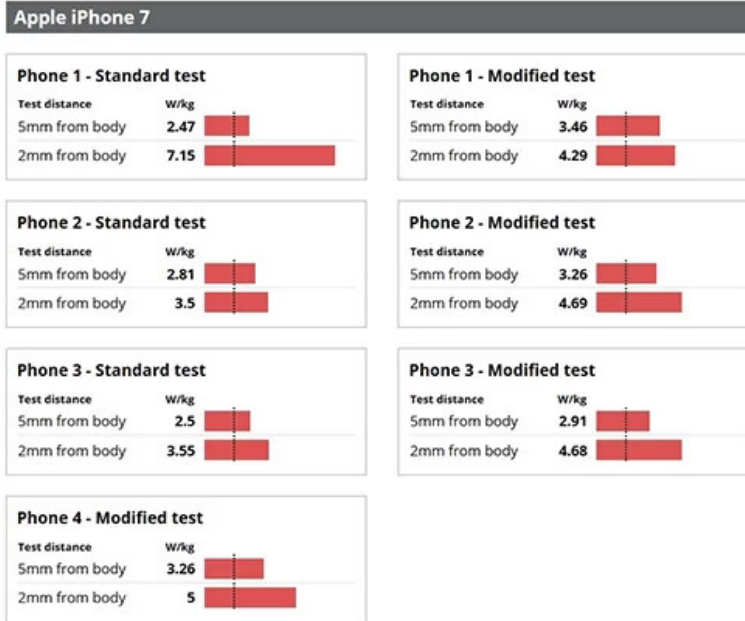 Apple iPhone 7
Phone 1 - Standard test
Test distance W/kg
5mm from body 2.47
2mm from body 7.15
Phone 1 - Modified test
Test distance W/kg
5mm from body 3.46
2mm from body 4.29
Phone 2 - Standard test
Test distance W/kg
5mm from body 2.81
2mm from body 3.5
Phone 2 - Modified test
Test distance W/kg
5mm from body 3.26
2mm from body 4.69
Phone 3 - Standard test
Test distance W/kg
5mm from body 2.5
2mm from body 3.55
Phone 3 - Modified test
Test distance W/kg
5mm from body 2.91
2mm from body 4.68
Phone 4 - Modified test
Test distance W/kg
5mm from body 3.26
2mm from body 5